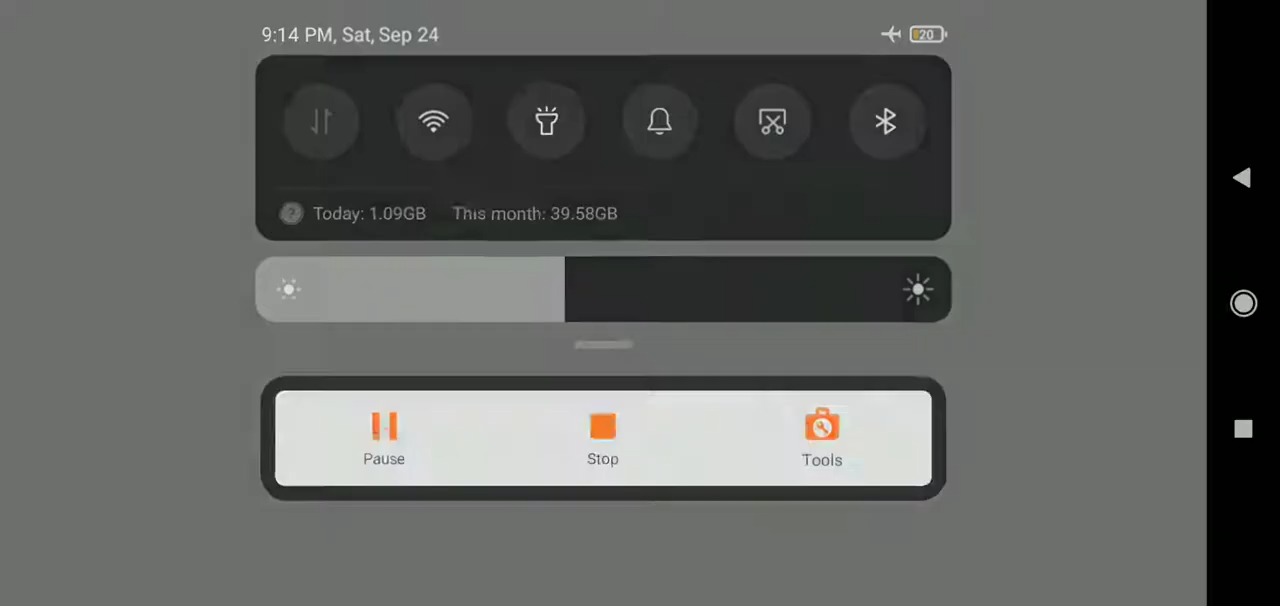 9:14 PM, Sat, Sep 24
20
Today: 1.09GB This month: 39.58GB
Pause Stop Tools